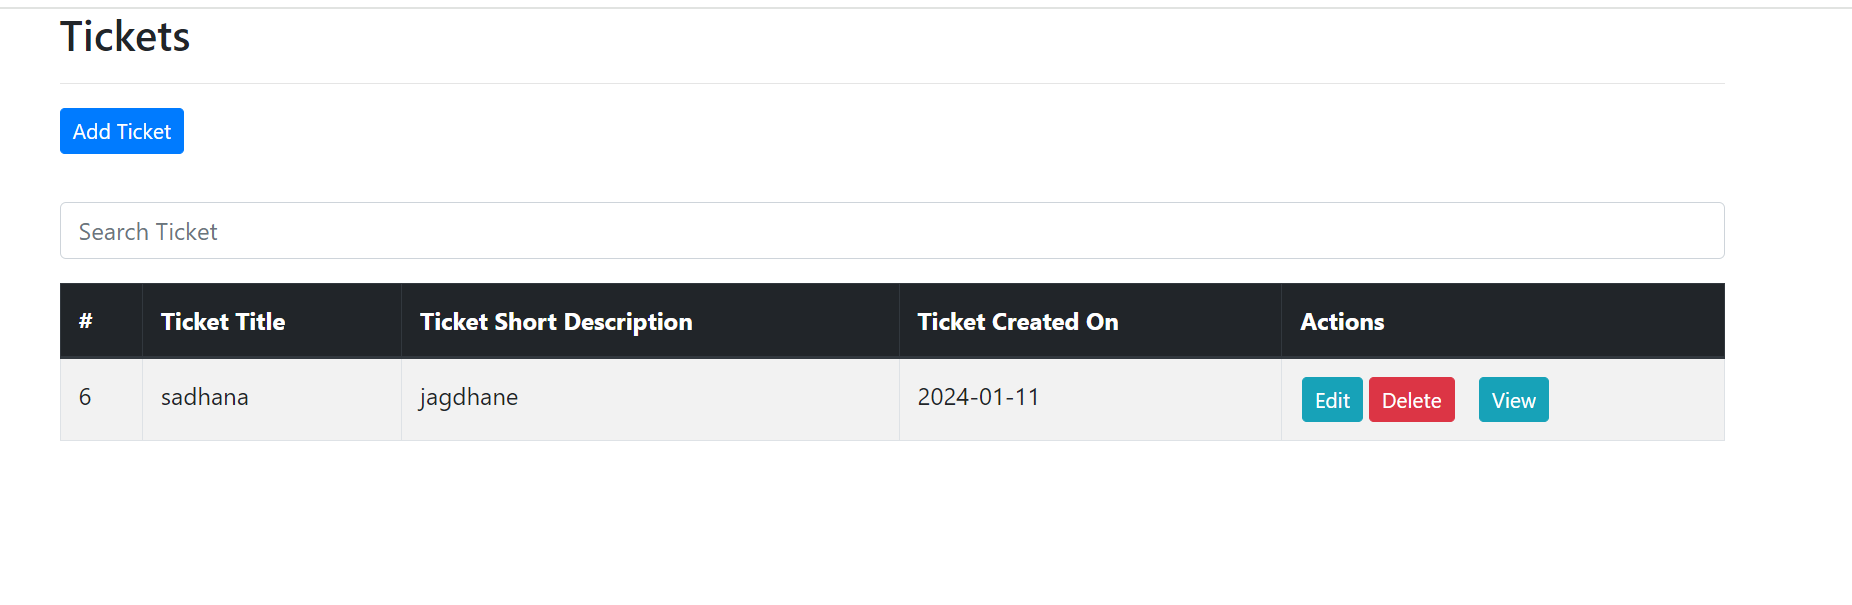 Tickets
Add Ticket
Search Ticket
# Ticket Title Ticket Short Description Ticket Created On Actions
6 sadhana jagdhane 2024-01-11 Edit Delete View